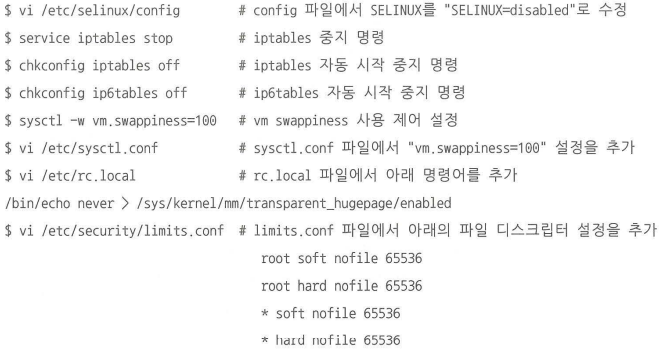 $ vi /etc/selinux/config # config 파일에서 SELINUX를 "SELINUX=disabled"로 수정
$ service iptables stop # iptables 중지 명령
$ chkconfig iptables off # iptables 자동 시작 중지 명령
$ chkconfig ip6tables off # ip6tables 자동 시작 중지 명령
$ sysctl -w vm.swappiness=100 # vm swappiness 사용 제어 설정
$ vi /etc/sysctl.conf # sysctl.conf 파일에서 "vm.swappiness=100" 설정을 추가
$ vi /etc/rc.local # rc.local 파일에서 아래 명령어를 추가
/bin/echo never > /sys/kernel/mm/transparent_hugepage/enabled
$ vi /etc/security/limits.conf # limits.conf 파일에서 아래의 파일 디스크립터 설정을 추가
root soft nofile 65536
root hard nofile 65536
* soft nofile 65536
* hard nofile 65536